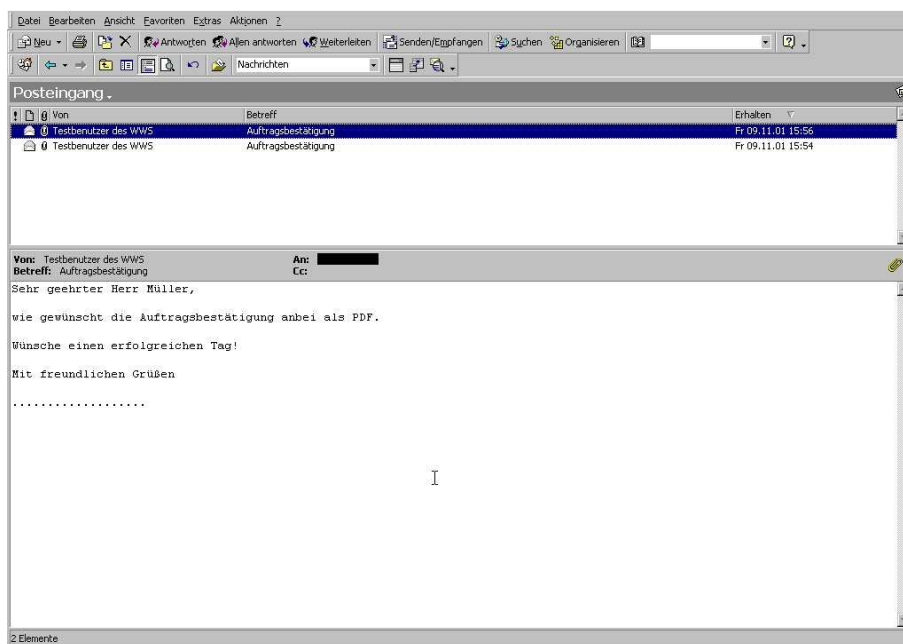 Datei Bearbeiten Ansicht Favoriten Extras Aktionen ?
Neu Antworten Allen antworten Weiterleiten Senden/Empfangen Suchen Organisieren
Nachrichten
Posteingang
! Von Betreff Erhalten
Testbenutzer des WWS Auftragsbestätigung Fr 09.11.01 15:56
Testbenutzer des WWS Auftragsbestätigung Fr 09.11.01 15:54
Von: Testbenutzer des WWS An:
Betreff: Auftragsbestätigung Cc:
Sehr geehrter Herr Müller,
wie gewünscht die Auftragsbestätigung anbei als PDF.
Wünsche einen erfolgreichen Tag!
Mit freundlichen Grüßen
...................
2 Elemente